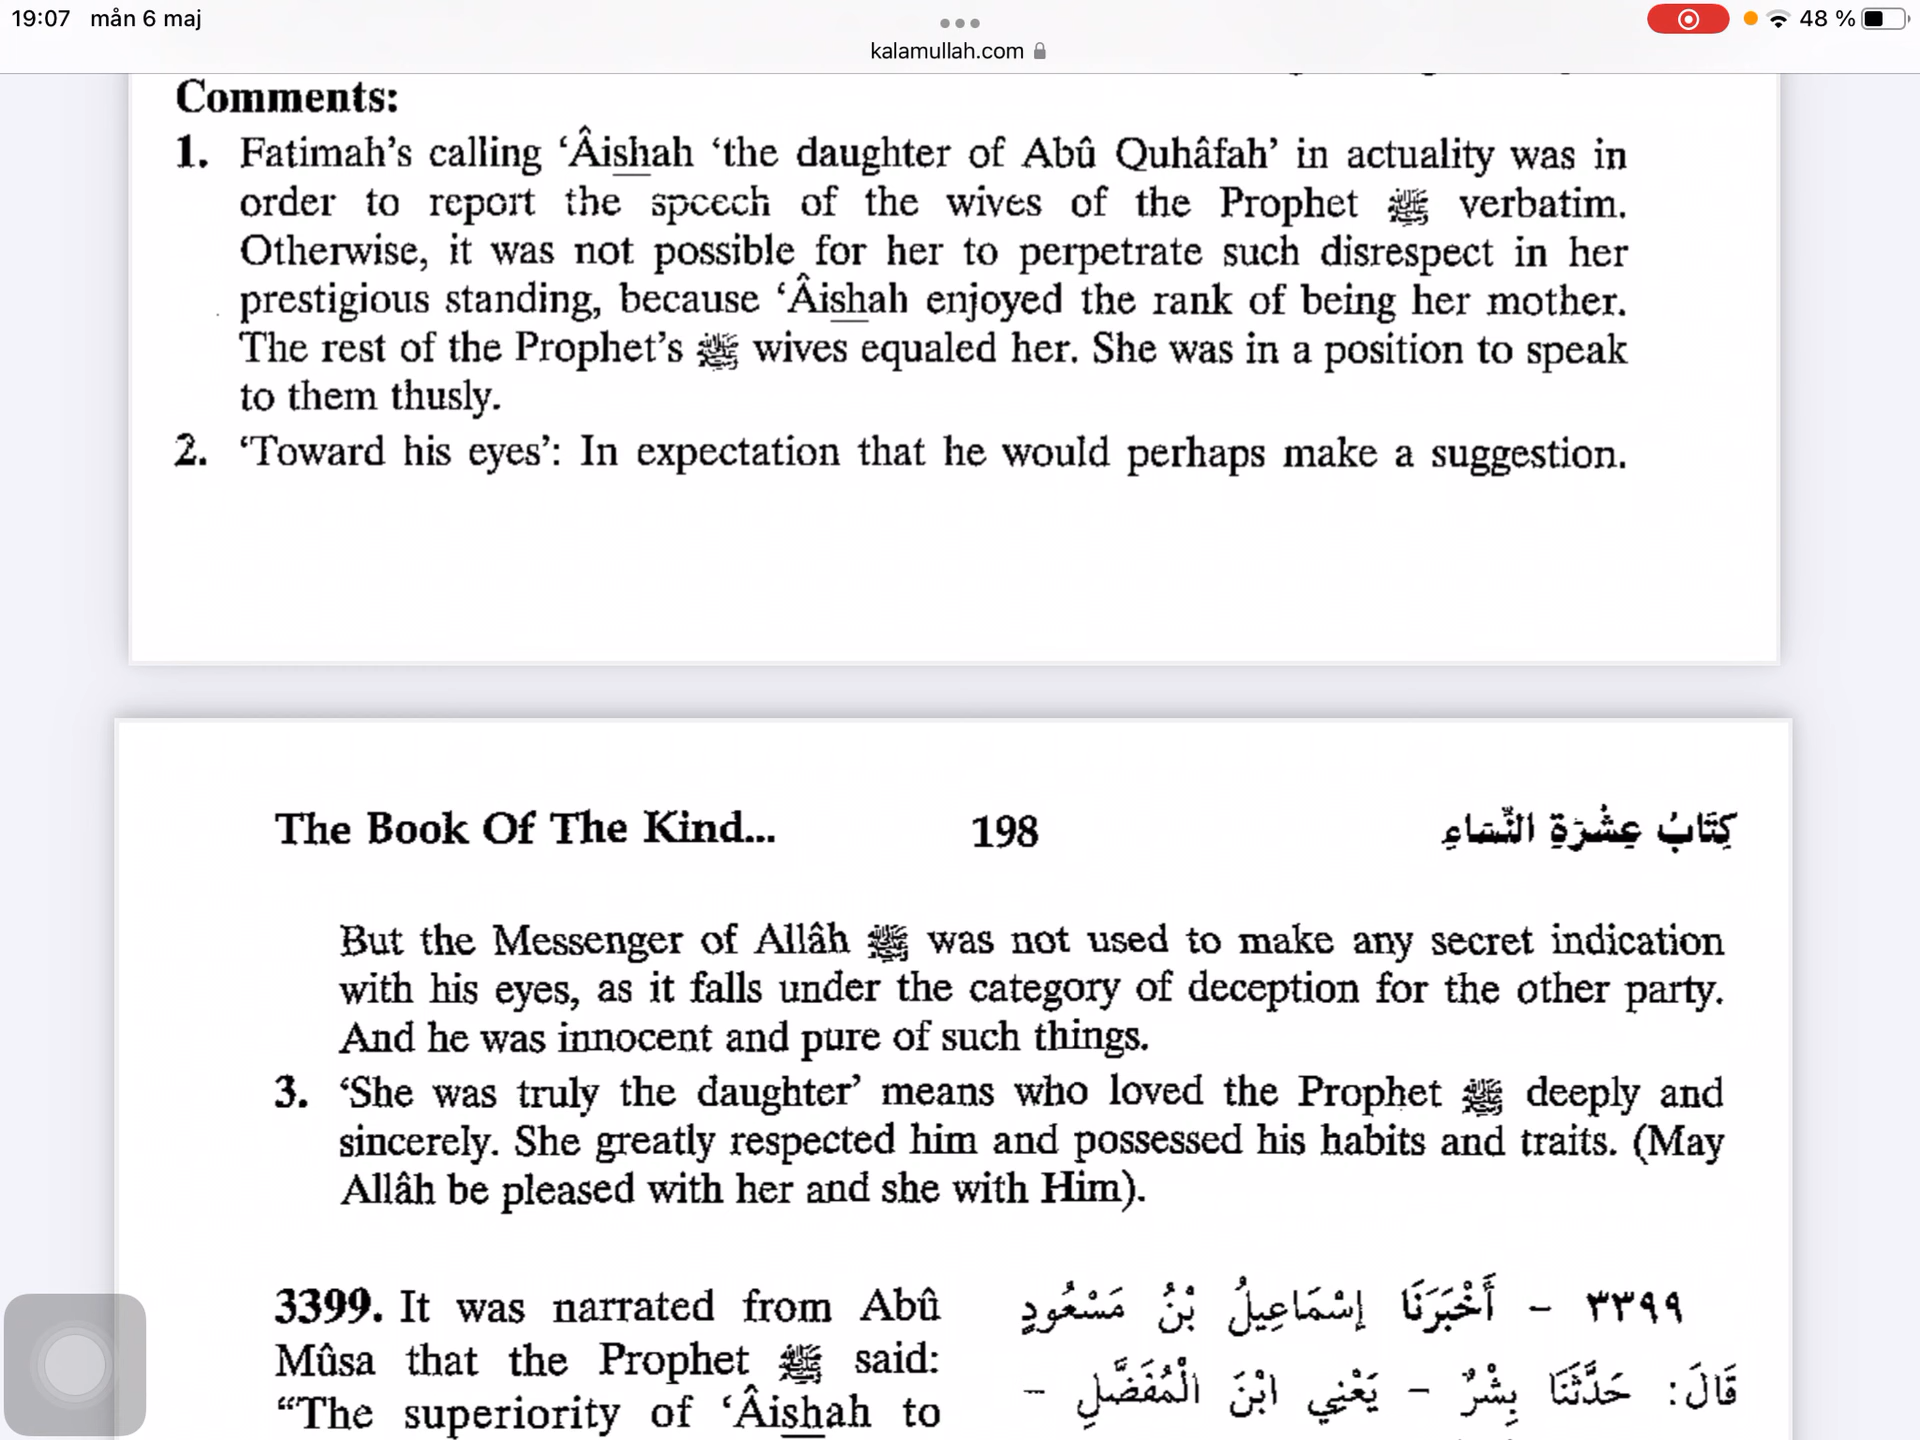 19:07 mån 6 maj
48 %
kalamullah.com
Comments:
1. Fatimah's calling ‘Âishah ‘the daughter of Abû Quhâfah’ in actuality was in
order to report the speech of the wives of the Prophet ﷺ verbatim.
Otherwise, it was not possible for her to perpetrate such disrespect in her
prestigious standing, because ‘Âishah enjoyed the rank of being her mother.
The rest of the Prophet's ﷺ wives equaled her. She was in a position to speak
to them thusly.
2. ‘Toward his eyes’: In expectation that he would perhaps make a suggestion.
The Book Of The Kind... 198 كِتَابُ عِشْرَةِ النِّسَاءِ
But the Messenger of Allâh ﷺ was not used to make any secret indication
with his eyes, as it falls under the category of deception for the other party.
And he was innocent and pure of such things.
3. ‘She was truly the daughter’ means who loved the Prophet ﷺ deeply and
sincerely. She greatly respected him and possessed his habits and traits. (May
Allâh be pleased with her and she with Him).
3399. It was narrated from Abû
Mûsa that the Prophet ﷺ said:
“The superiority of ‘Âishah to
٣٣٩٩ - أَخْبَرَنَا إِسْمَاعِيلُ بْنُ مَسْعُودٍ
قَالَ: حَدَّثَنَا بِشْرٌ - يَعْنِي ابْنَ الْمُفَضَّلِ -